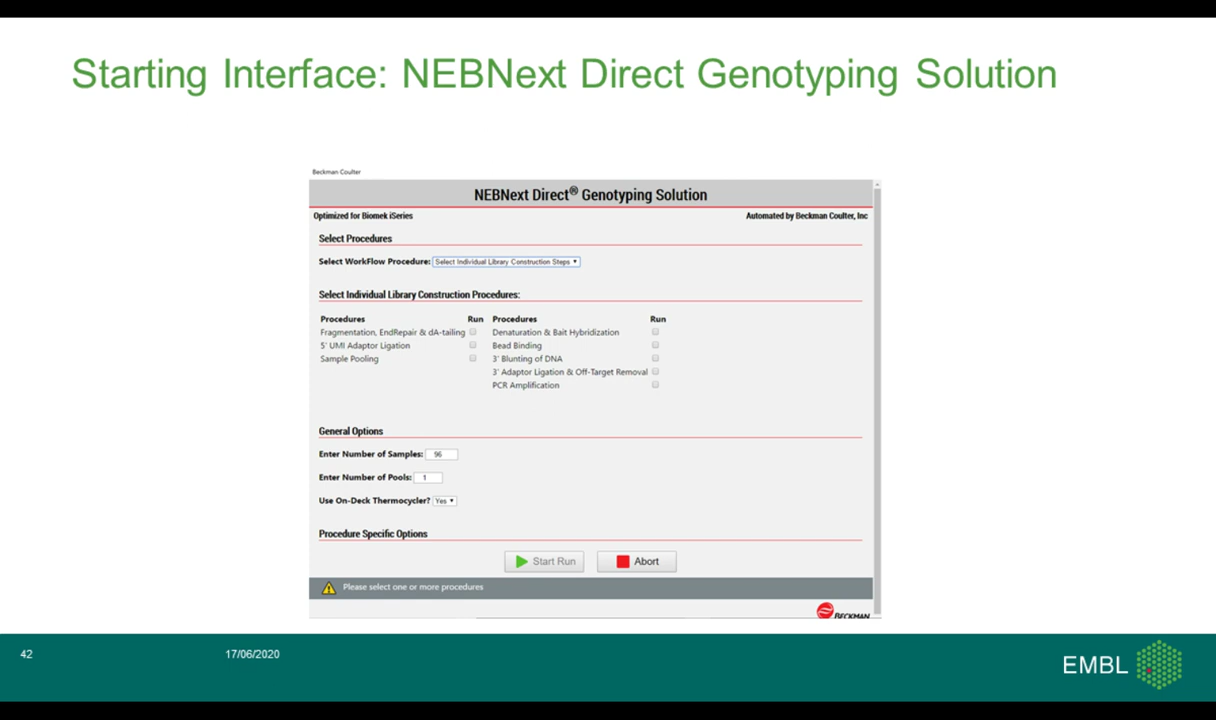 Starting Interface: NEBNext Direct Genotyping Solution
Beckman Coulter
NEBNext Direct® Genotyping Solution
Optimized for Biomek iSeries
Automated by Beckman Coulter, Inc
Select Procedures
Select WorkFlow Procedure: Select Individual Library Construction Steps
Select Individual Library Construction Procedures:
Procedures Run Procedures Run
Fragmentation, EndRepair & dA-tailing Denaturation & Bait Hybridization
5' UMI Adaptor Ligation Bead Binding
Sample Pooling 3' Blunting of DNA
3' Adaptor Ligation & Off-Target Removal
PCR Amplification
General Options
Enter Number of Samples: 96
Enter Number of Pools: 1
Use On-Deck Thermocycler? Yes
Procedure Specific Options
Start Run Abort
Please select one or more procedures
BECKMAN
42 17/06/2020 EMBL